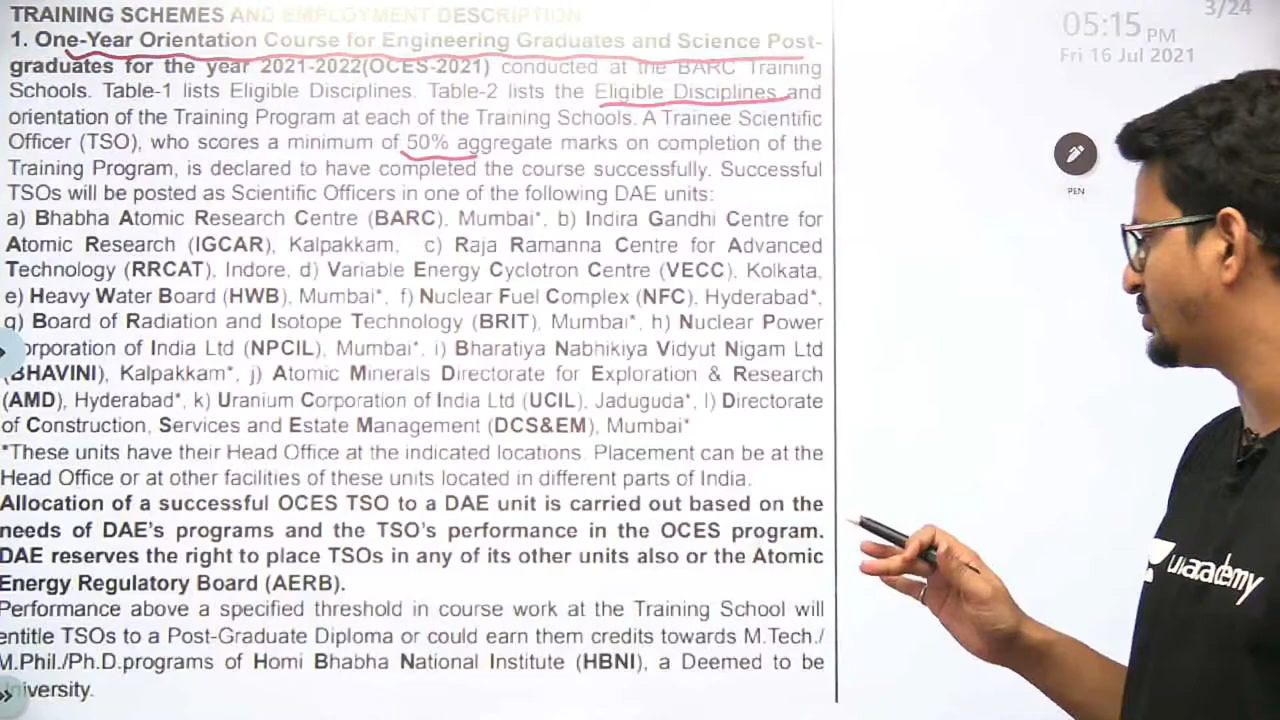 TRAINING SCHEMES AND EMPLOYMENT DESCRIPTION
1. One-Year Orientation Course for Engineering Graduates and Science Post-
graduates for the year 2021-2022(OCES-2021) conducted at the BARC Training
Schools. Table-1 lists Eligible Disciplines. Table-2 lists the Eligible Disciplines and
orientation of the Training Program at each of the Training Schools. A Trainee Scientific
Officer (TSO), who scores a minimum of 50% aggregate marks on completion of the
Training Program, is declared to have completed the course successfully. Successful
TSOs will be posted as Scientific Officers in one of the following DAE units:
a) Bhabha Atomic Research Centre (BARC), Mumbai*, b) Indira Gandhi Centre for
Atomic Research (IGCAR), Kalpakkam, c) Raja Ramanna Centre for Advanced
Technology (RRCAT), Indore, d) Variable Energy Cyclotron Centre (VECC), Kolkata,
e) Heavy Water Board (HWB), Mumbai*, f) Nuclear Fuel Complex (NFC), Hyderabad*,
g) Board of Radiation and Isotope Technology (BRIT), Mumbai*, h) Nuclear Power
orporation of India Ltd (NPCIL), Mumbai*, i) Bharatiya Nabhikiya Vidyut Nigam Ltd
(BHAVINI), Kalpakkam*, j) Atomic Minerals Directorate for Exploration & Research
(AMD), Hyderabad*, k) Uranium Corporation of India Ltd (UCIL), Jaduguda*, l) Directorate
of Construction, Services and Estate Management (DCS&EM), Mumbai*
*These units have their Head Office at the indicated locations. Placement can be at the
Head Office or at other facilities of these units located in different parts of India.
Allocation of a successful OCES TSO to a DAE unit is carried out based on the
needs of DAE's programs and the TSO's performance in the OCES program.
DAE reserves the right to place TSOs in any of its other units also or the Atomic
Energy Regulatory Board (AERB).
Performance above a specified threshold in course work at the Training School will
entitle TSOs to a Post-Graduate Diploma or could earn them credits towards M.Tech./
M.Phil./Ph.D.programs of Homi Bhabha National Institute (HBNI), a Deemed to be
University.
3/24
05:15 PM
Fri 16 Jul 2021
PEN
unacademy